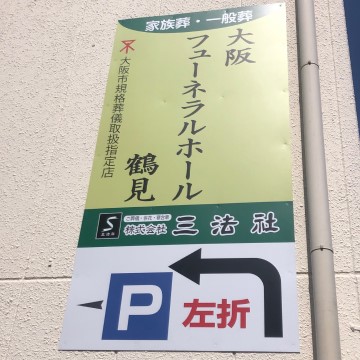 家族葬・一般葬
大阪
フューネラルホール
鶴見
大阪市規格葬儀取扱指定店
S
株式会社 三法社
P
左折